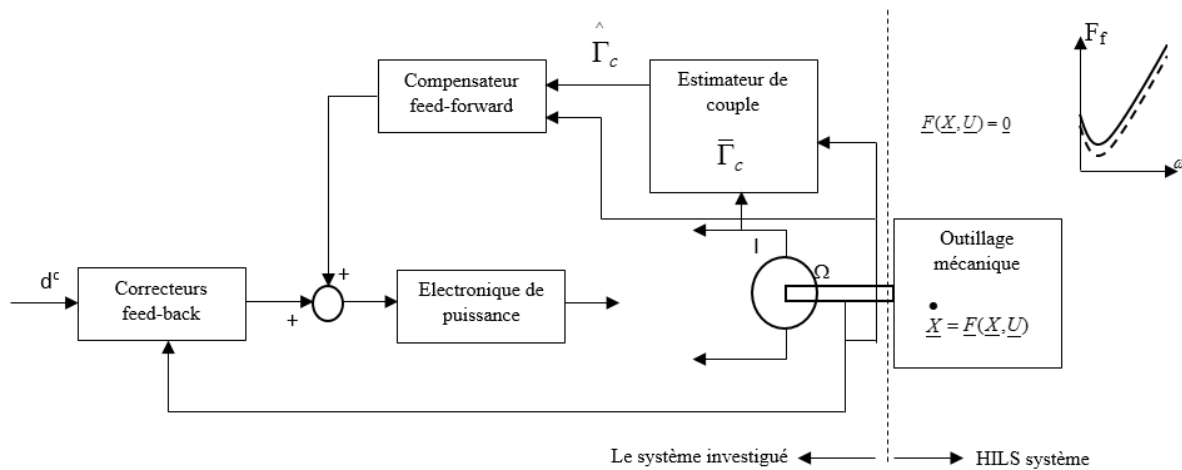 Γ̂c
Ff
Compensateur
feed-forward
Estimateur de
couple
Γ̄c
F(X,U) = 0
ω
I
Ω
Outillage
mécanique
Ẋ = F(X,U)
dᶜ
Correcteurs
feed-back
+
+
Electronique de
puissance
Le système investigué
HILS système